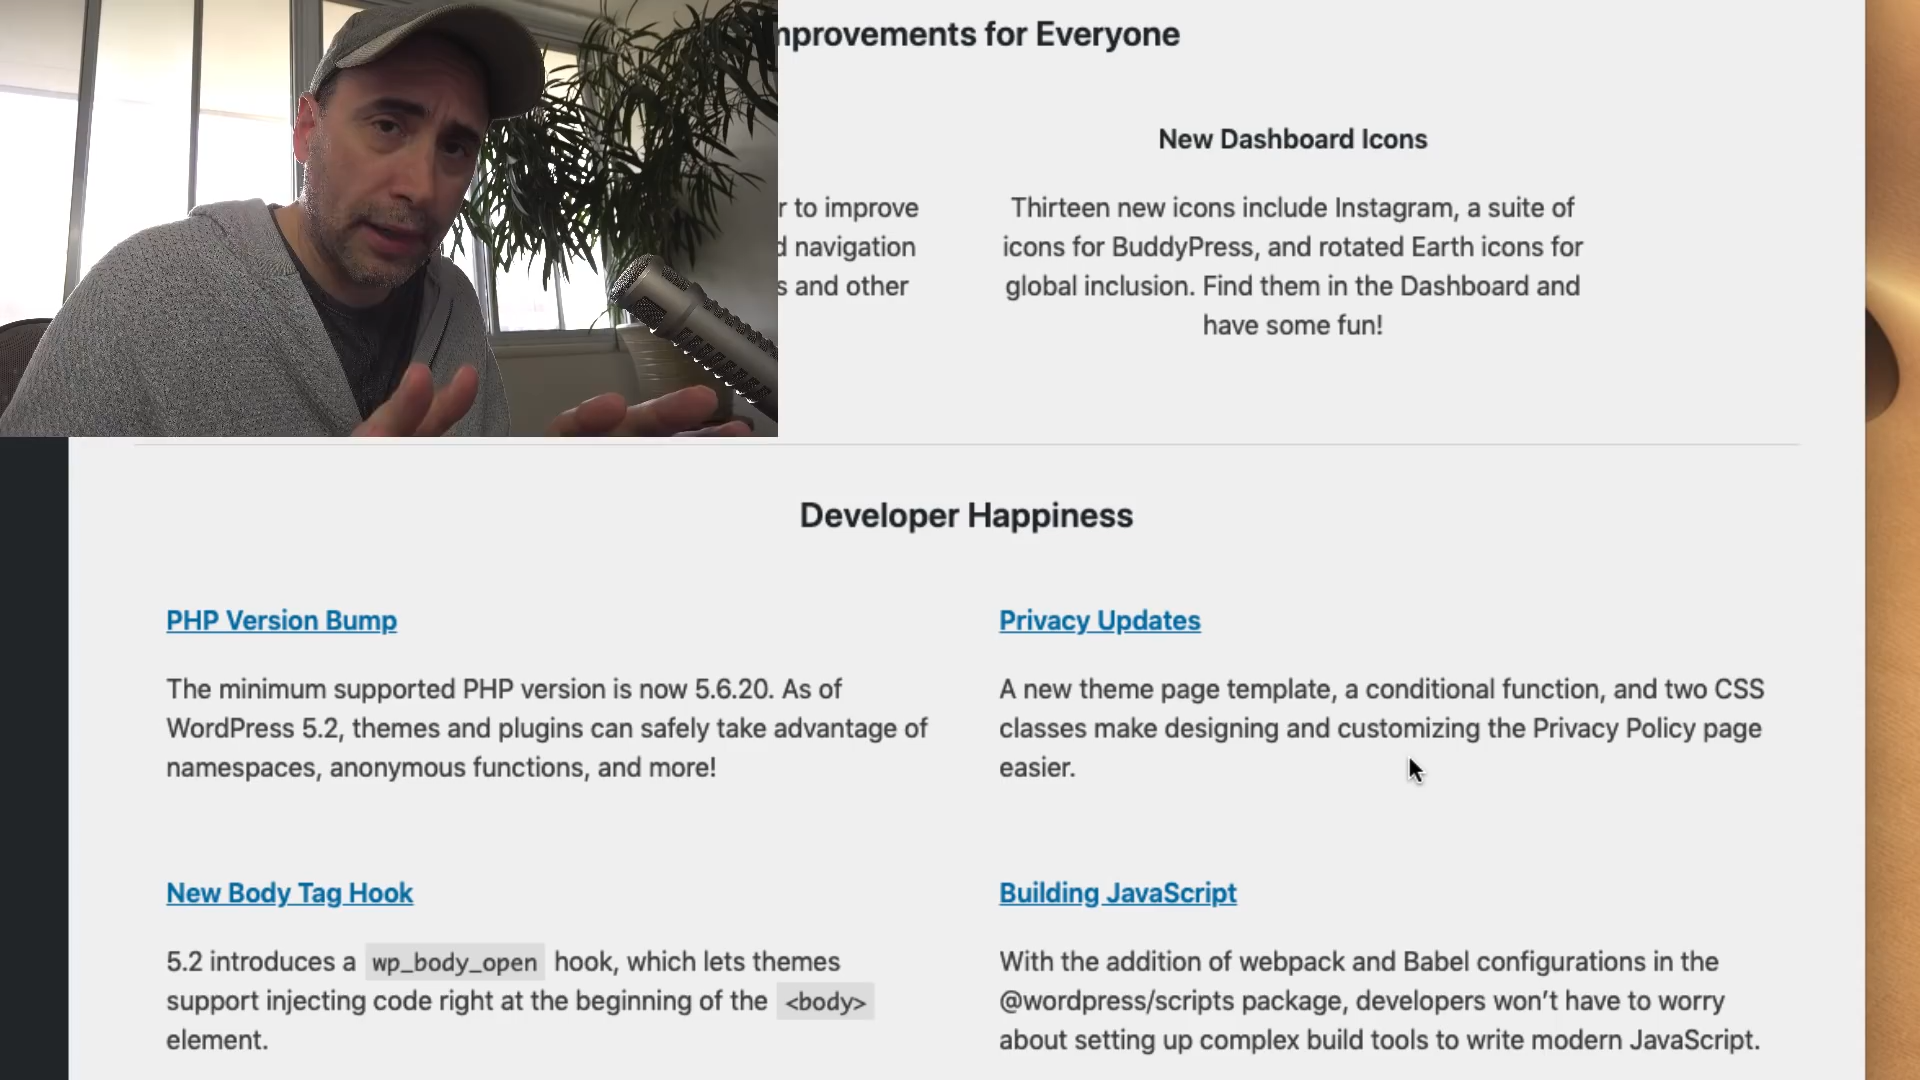 provements for Everyone
New Dashboard Icons
to improve
Thirteen new icons include Instagram, a suite of
navigation
icons for BuddyPress, and rotated Earth icons for
and other
global inclusion. Find them in the Dashboard and
have some fun!
Developer Happiness
PHP Version Bump
The minimum supported PHP version is now 5.6.20. As of
WordPress 5.2, themes and plugins can safely take advantage of
namespaces, anonymous functions, and more!
Privacy Updates
A new theme page template, a conditional function, and two CSS
classes make designing and customizing the Privacy Policy page
easier.
New Body Tag Hook
5.2 introduces a wp_body_open hook, which lets themes
support injecting code right at the beginning of the <body>
element.
Building JavaScript
With the addition of webpack and Babel configurations in the
@wordpress/scripts package, developers won’t have to worry
about setting up complex build tools to write modern JavaScript.